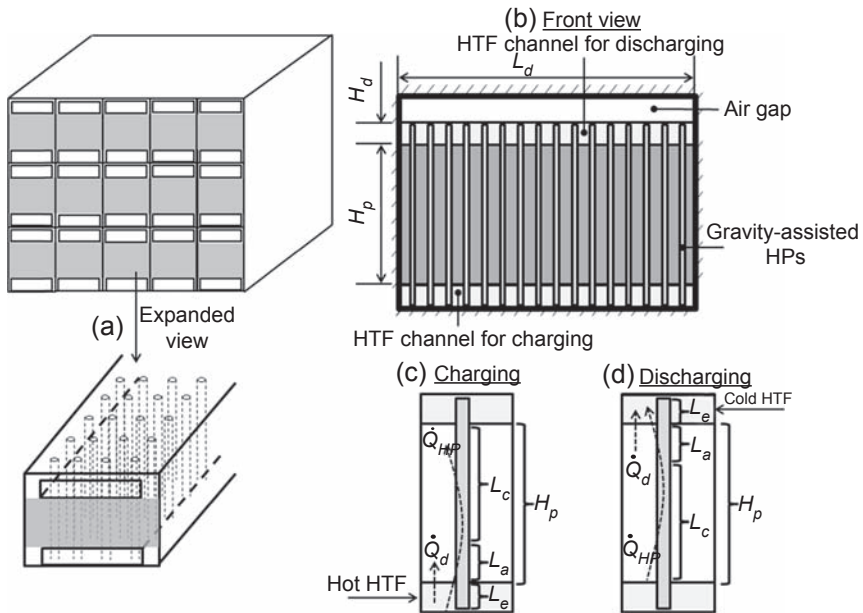 (b) Front view
HTF channel for discharging
L_d
H_d
Air gap
H_p
Gravity-assisted
HPs
HTF channel for charging
(a)
Expanded
view
(c) Charging
Q̇_HP
L_c
H_p
Q̇_d
L_a
Hot HTF
L_e
(d) Discharging
Cold HTF
L_e
L_a
Q̇_d
L_c
H_p
Q̇_HP